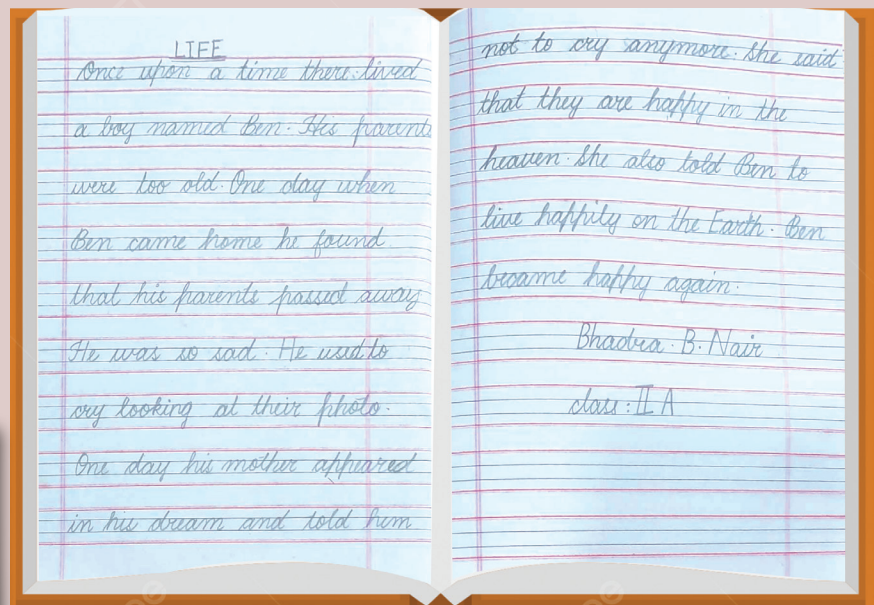 LIFE
Once upon a time there lived
a boy named Ben. His parents
were too old. One day when
Ben came home he found
that his parents passed away
He was so sad. He used to
cry looking at their photo.
One day his mother appeared
in his dream and told him
not to cry anymore. She said
that they are happy in the
heaven. She also told Ben to
live happily on the Earth. Ben
became happy again.
Bhadra. B. Nair
class: II A